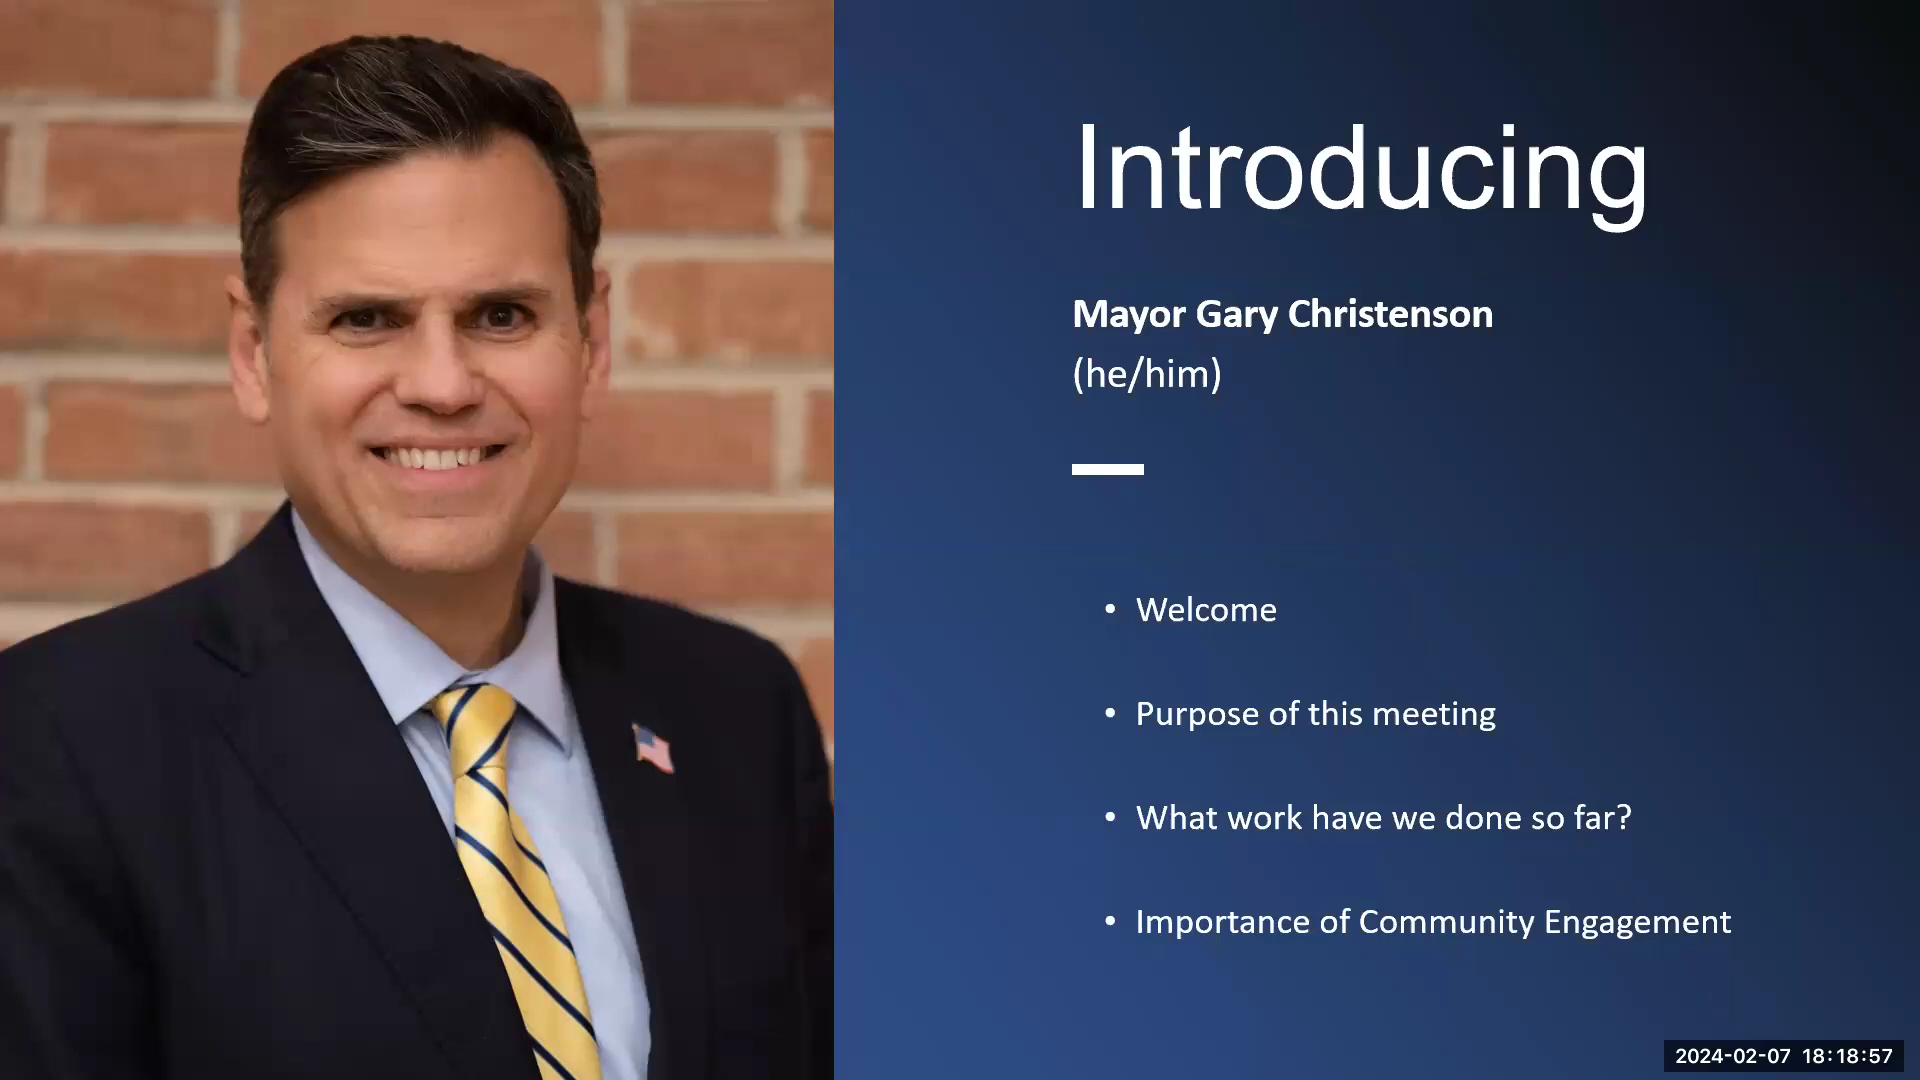 Introducing
Mayor Gary Christenson
(he/him)
• Welcome
• Purpose of this meeting
• What work have we done so far?
• Importance of Community Engagement
2024-02-07 18:18:57